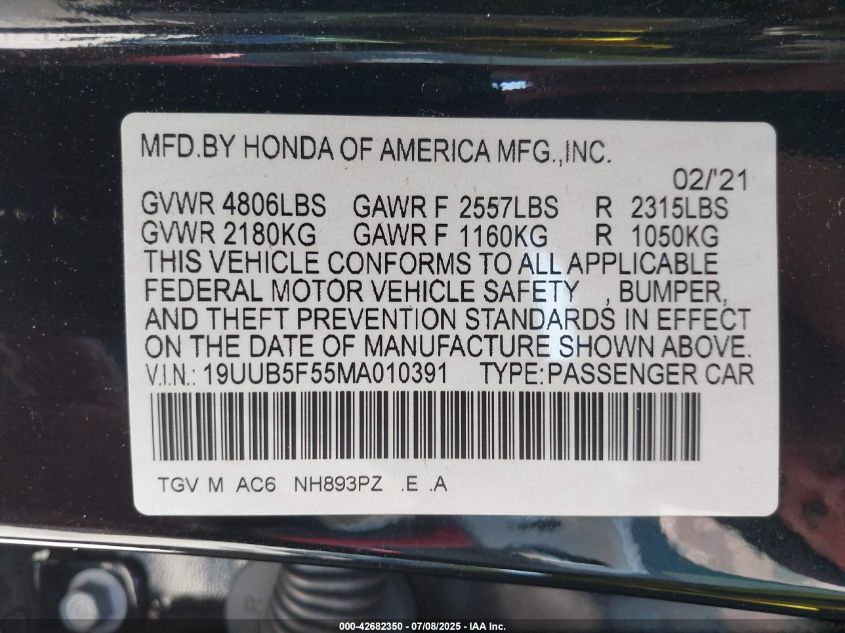 MFD.BY HONDA OF AMERICA MFG.,INC.
02/'21
GVWR 4806LBS GAWR F 2557LBS R 2315LBS
GVWR 2180KG GAWR F 1160KG R 1050KG
THIS VEHICLE CONFORMS TO ALL APPLICABLE
FEDERAL MOTOR VEHICLE SAFETY , BUMPER,
AND THEFT PREVENTION STANDARDS IN EFFECT
ON THE DATE OF MANUFACTURE SHOWN ABOVE.
V.I.N.: 19UUB5F55MA010391 TYPE:PASSENGER CAR
TGV M AC6 NH893PZ .E .A
000-42682350 / 07/08/2025 - IAA Inc.